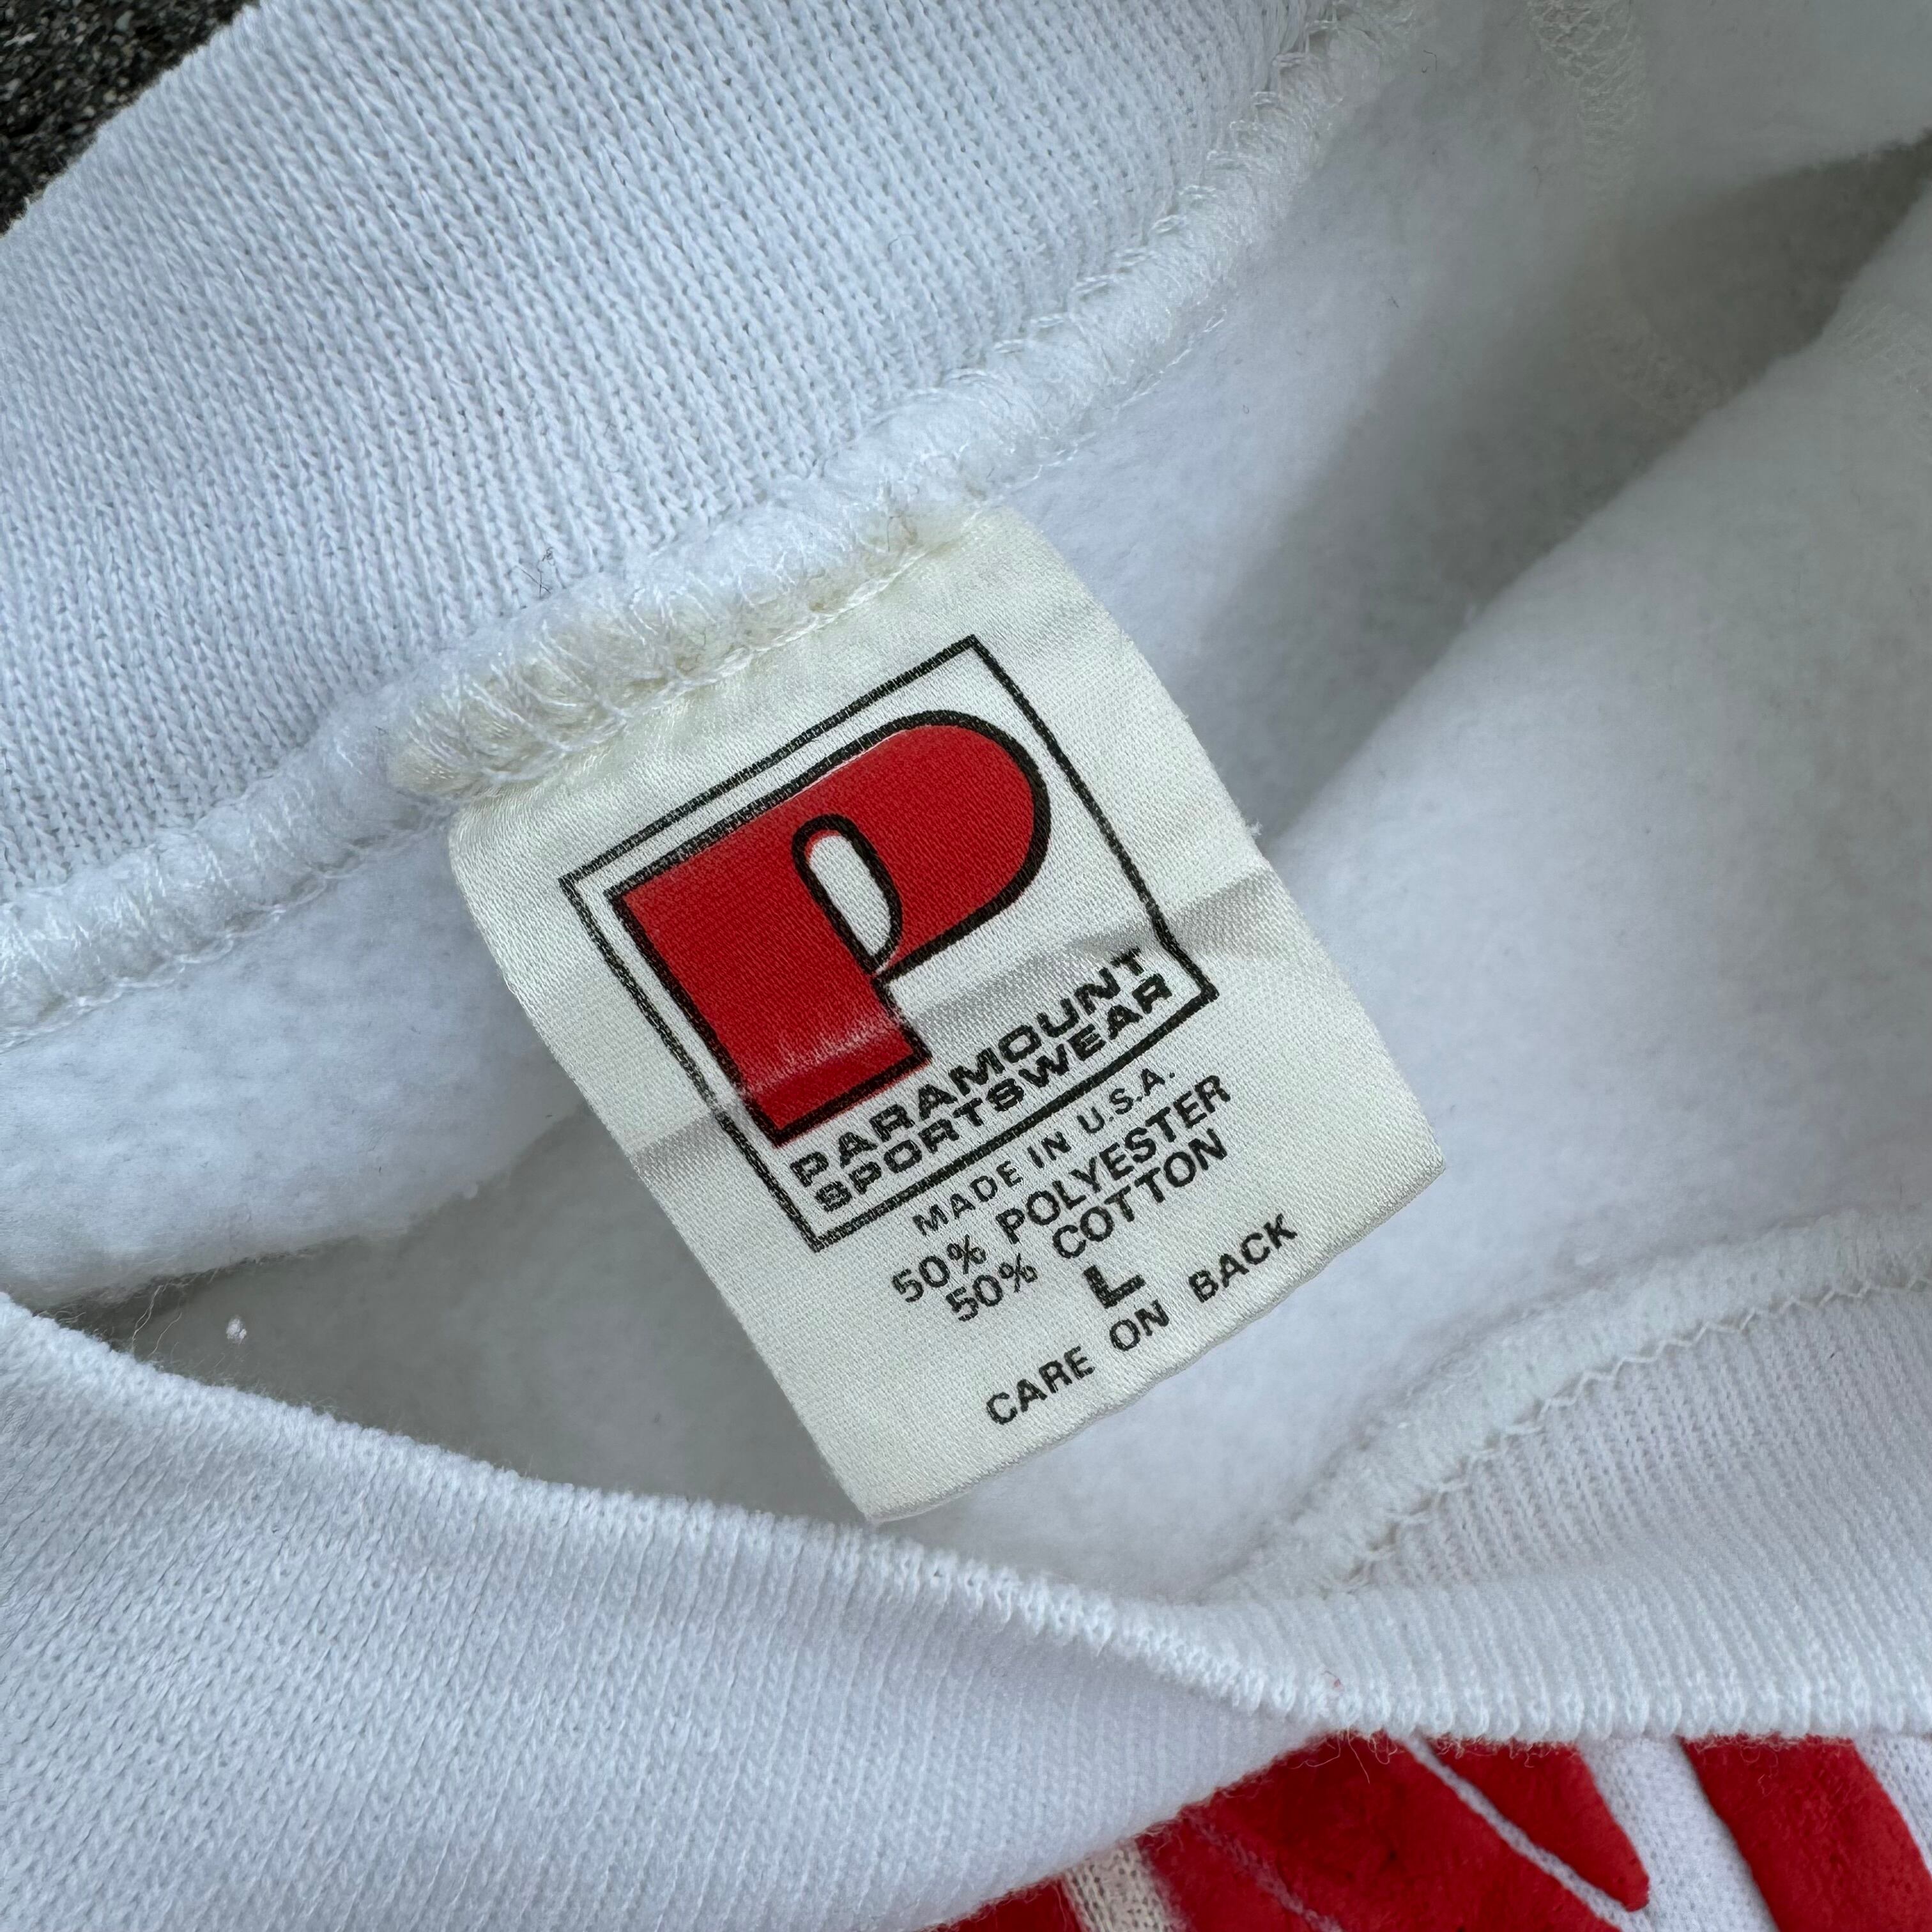 P
PARAMOUNT
SPORTSWEAR
MADE IN U.S.A.
50% POLYESTER
50% COTTON
L
CARE ON BACK